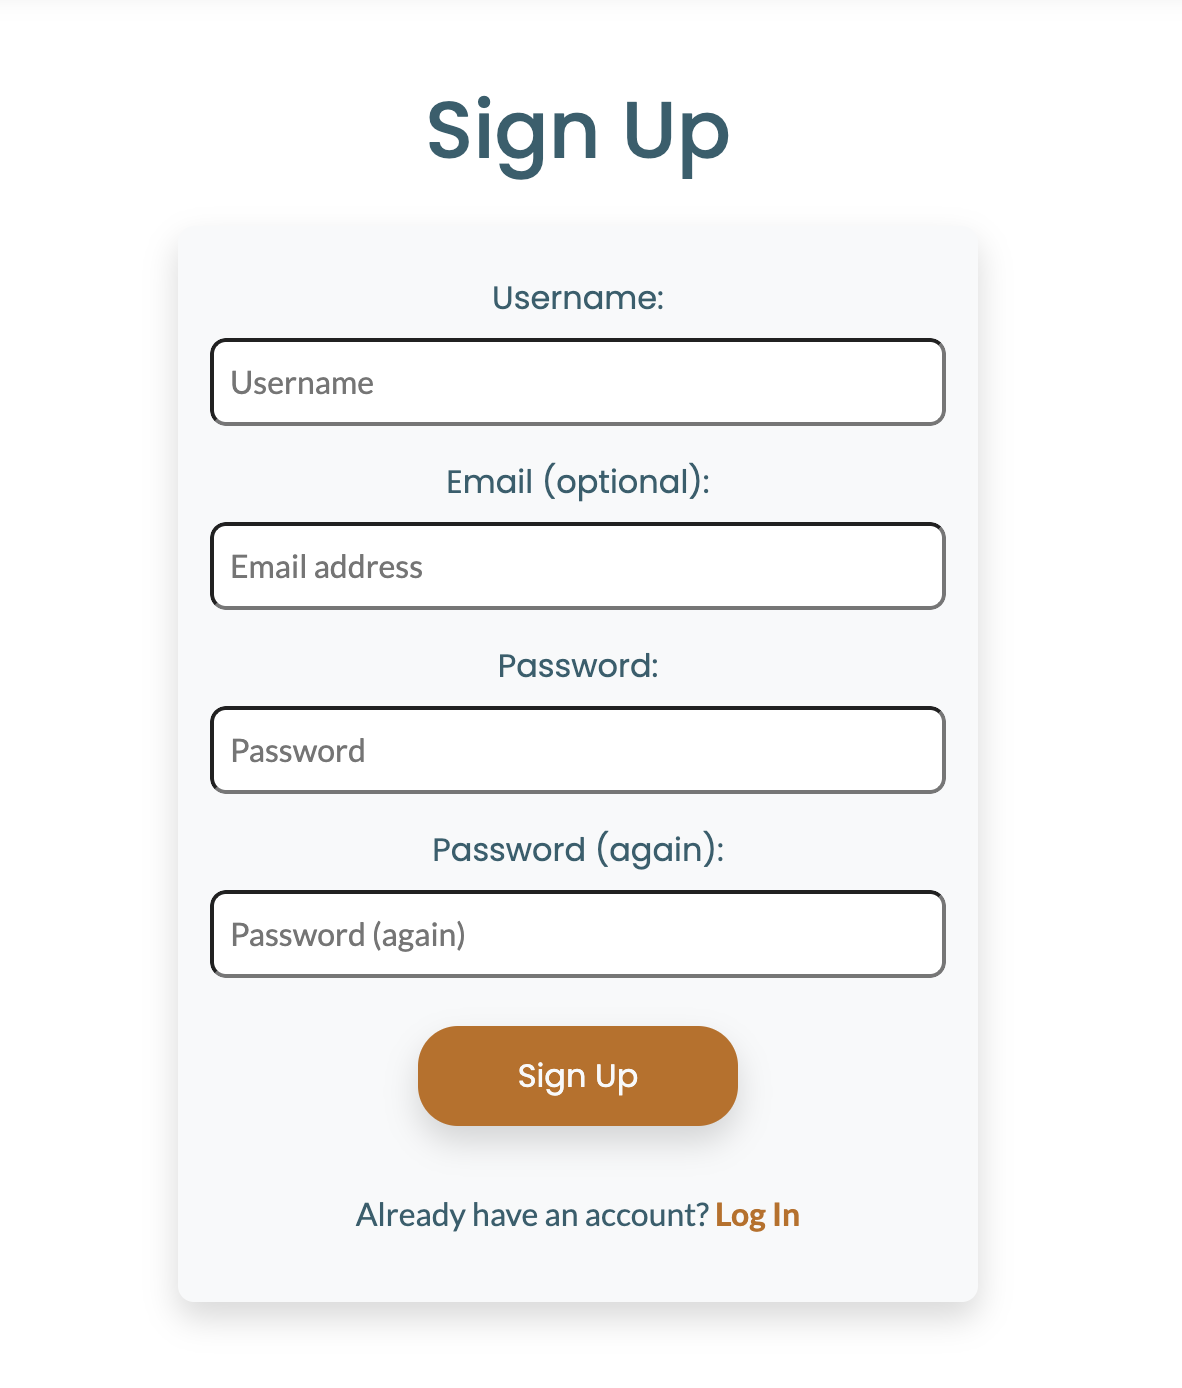 Sign Up
Username:
Username
Email (optional):
Email address
Password:
Password
Password (again):
Password (again)
Sign Up
Already have an account? Log In